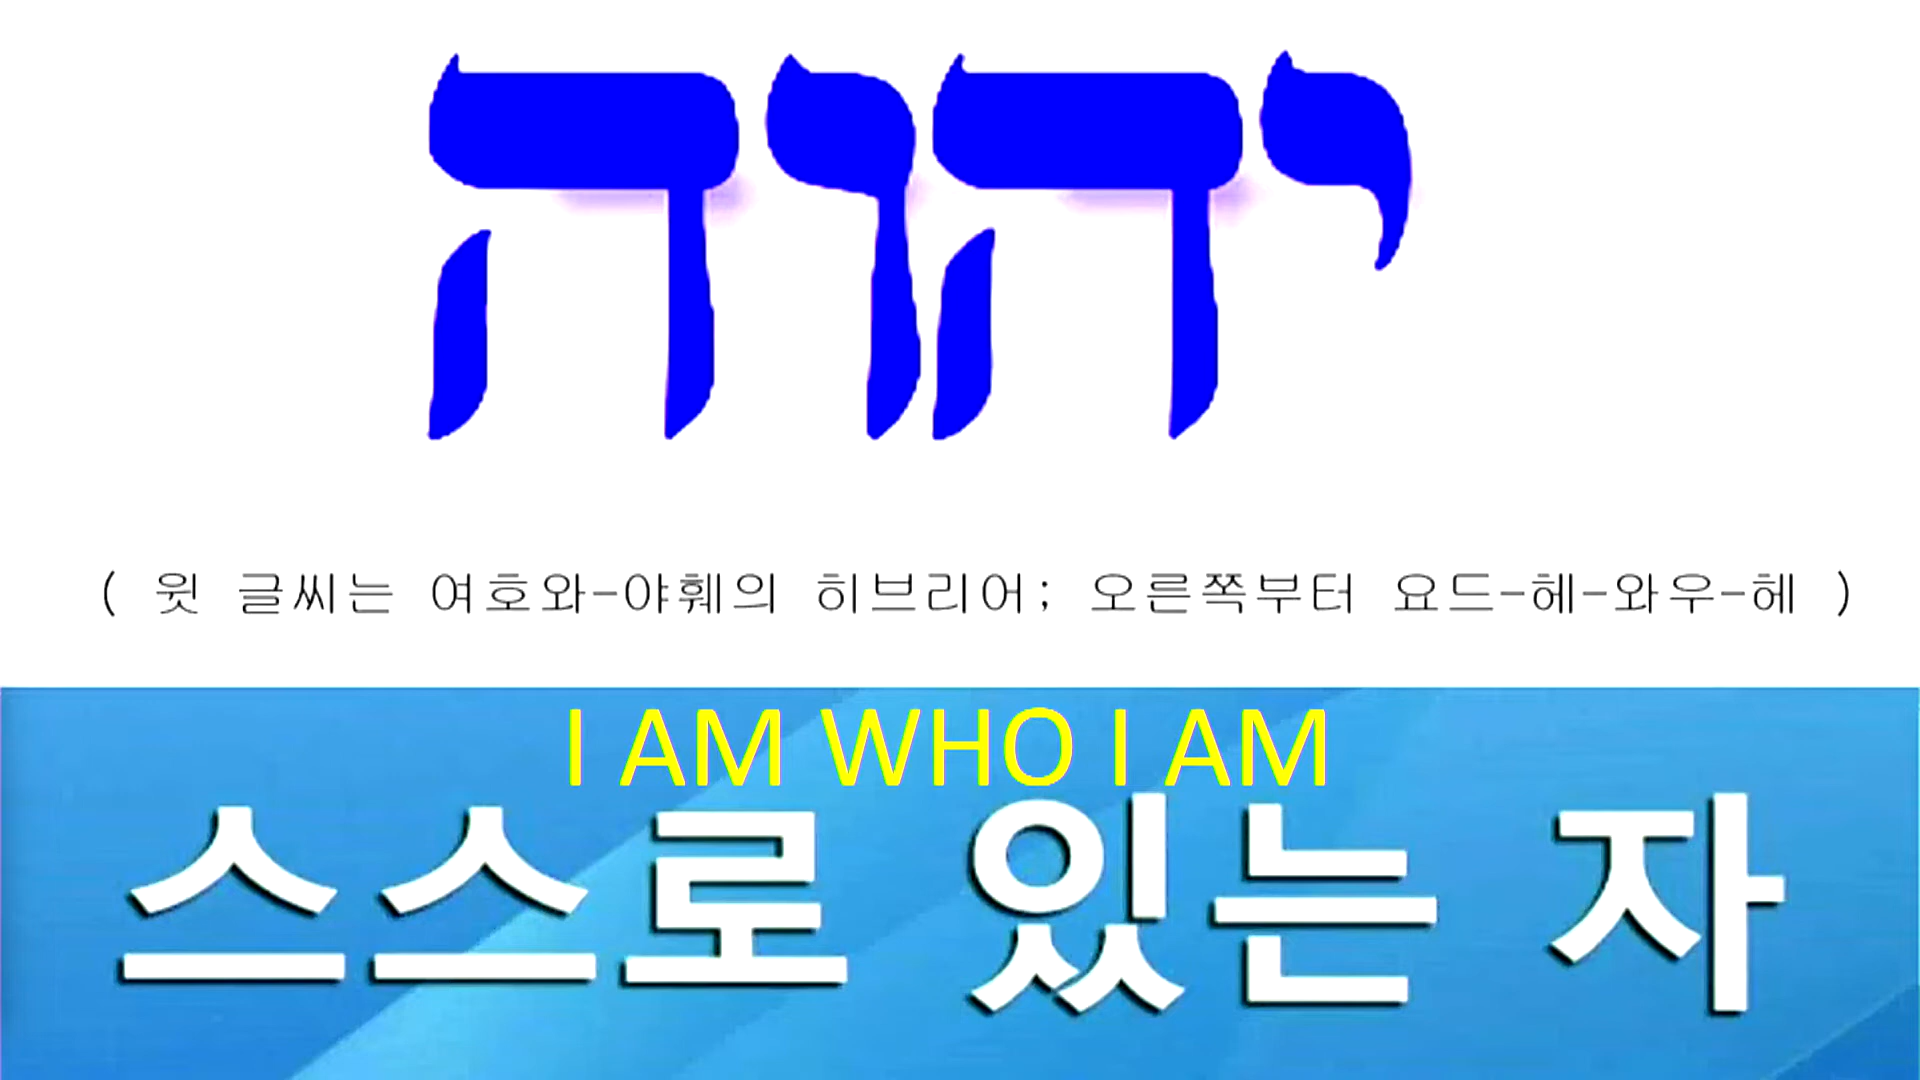 יהוה
( 윗 글씨는 여호와-야훼의 히브리어; 오른쪽부터 요드-헤-와우-헤 )
I AM WHO I AM
스스로 있는 자